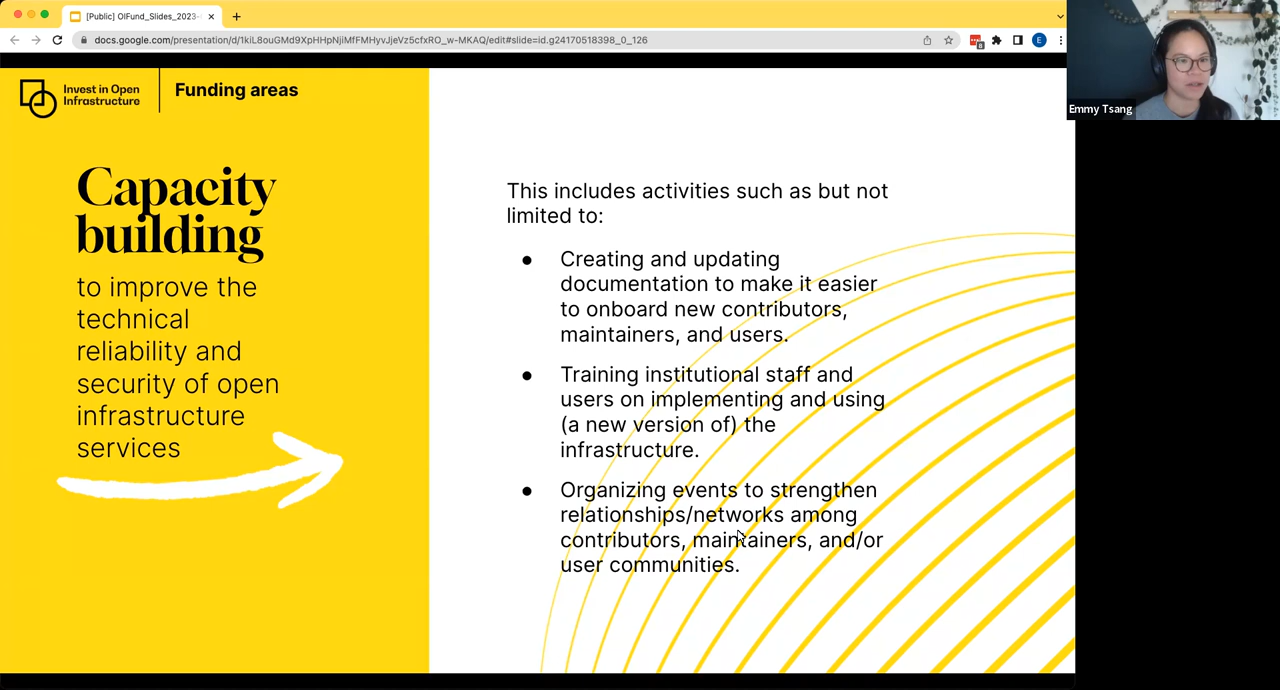 [Public] OIFund_Slides_2023-
docs.google.com/presentation/d/1kiL8ouGMd9XpHHpNjiMfFMHyvJjeVz5cfxRO_w-MKAQ/edit#slide=id.g24170518398_0_126
E
Emmy Tsang
Invest in Open
Infrastructure
Funding areas
Capacity
building
to improve the
technical
reliability and
security of open
infrastructure
services
This includes activities such as but not
limited to:
● Creating and updating
documentation to make it easier
to onboard new contributors,
maintainers, and users.
● Training institutional staff and
users on implementing and using
(a new version of) the
infrastructure.
● Organizing events to strengthen
relationships/networks among
contributors, maintainers, and/or
user communities.